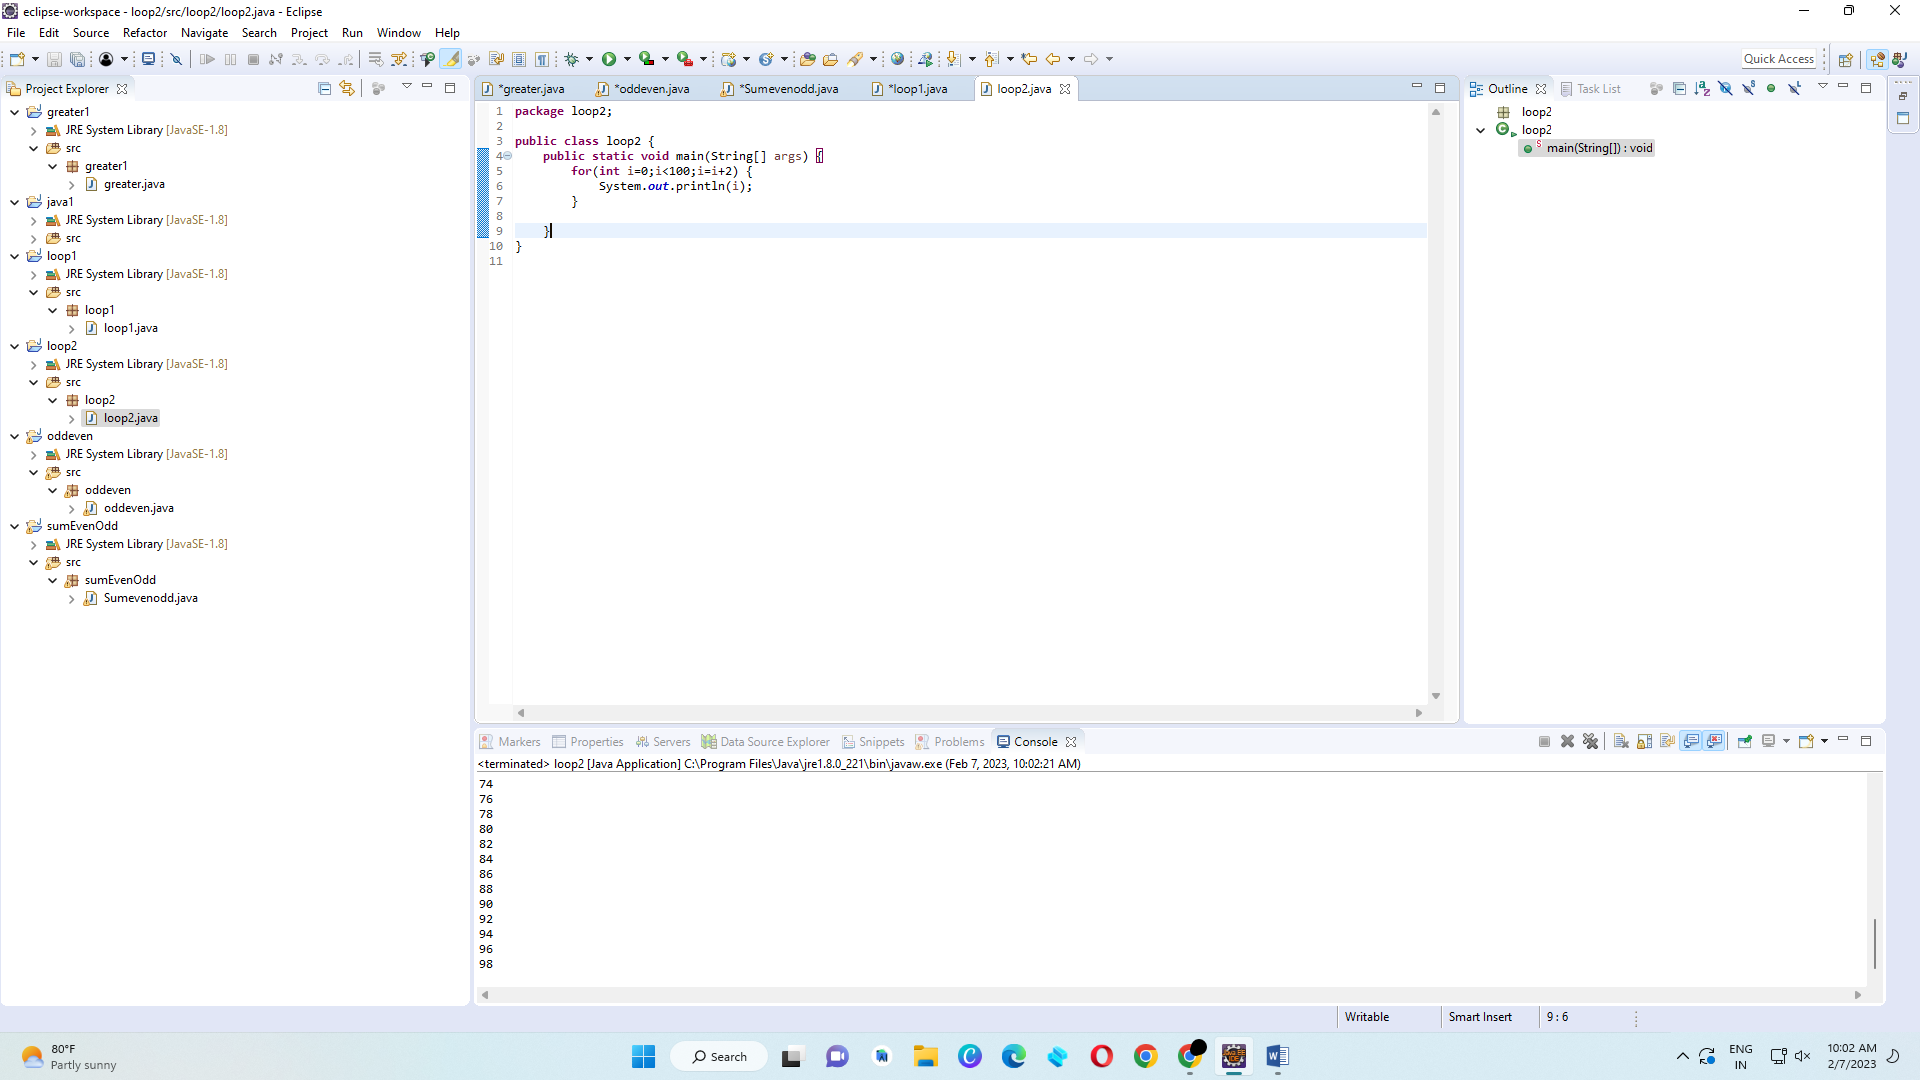 eclipse-workspace - loop2/src/loop2/loop2.java - Eclipse
File Edit Source Refactor Navigate Search Project Run Window Help
Quick Access
Project Explorer
greater1
JRE System Library [JavaSE-1.8]
src
greater1
greater.java
java1
JRE System Library [JavaSE-1.8]
src
loop1
JRE System Library [JavaSE-1.8]
src
loop1
loop1.java
loop2
JRE System Library [JavaSE-1.8]
src
loop2
loop2.java
oddeven
JRE System Library [JavaSE-1.8]
src
oddeven
oddeven.java
sumEvenOdd
JRE System Library [JavaSE-1.8]
src
sumEvenOdd
Sumevenodd.java
*greater.java *oddeven.java *Sumevenodd.java *loop1.java loop2.java
1 package loop2;
2
3 public class loop2 {
4 public static void main(String[] args) {
5 for(int i=0;i<100;i=i+2) {
6 System.out.println(i);
7 }
8
9 }
10 }
11
Outline Task List
loop2
loop2
main(String[]) : void
Markers Properties Servers Data Source Explorer Snippets Problems Console
<terminated> loop2 [Java Application] C:\Program Files\Java\jre1.8.0_221\bin\javaw.exe (Feb 7, 2023, 10:02:21 AM)
74
76
78
80
82
84
86
88
90
92
94
96
98
Writable Smart Insert 9 : 6
80°F
Partly sunny
Search
ENG
IN
10:02 AM
2/7/2023